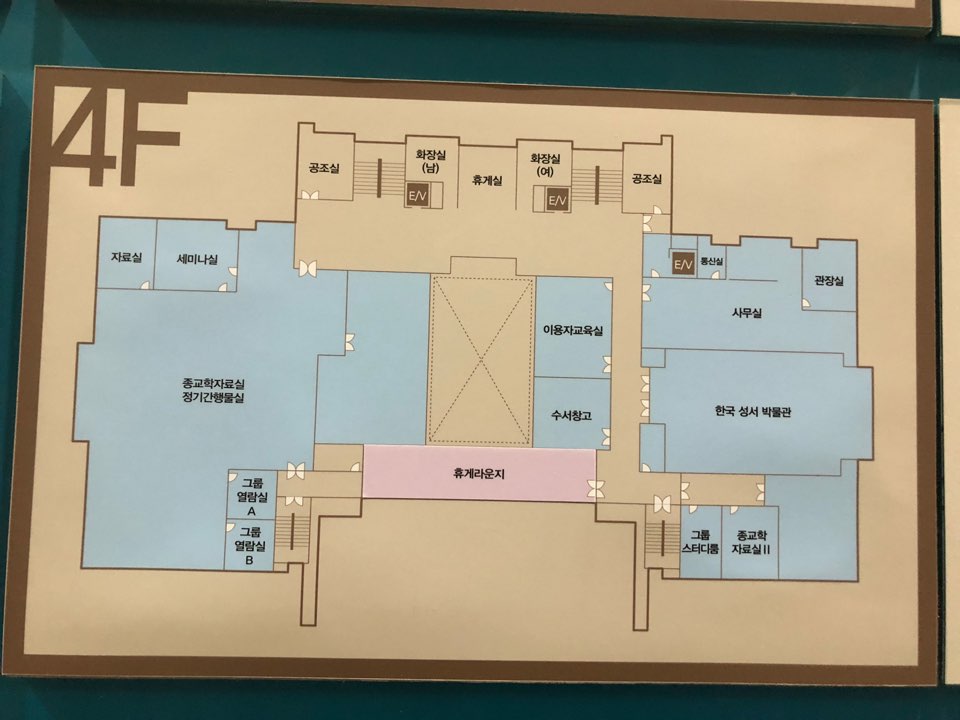 4F
공조실
화장실
(남)
휴게실
화장실
(여)
공조실
E/V
E/V
자료실
세미나실
E/V
통신실
관장실
사무실
이용자교육실
종교학자료실
정기간행물실
수서창고
한국 성서 박물관
휴게라운지
그룹
열람실
A
그룹
열람실
B
그룹
스터디룸
종교학
자료실 II